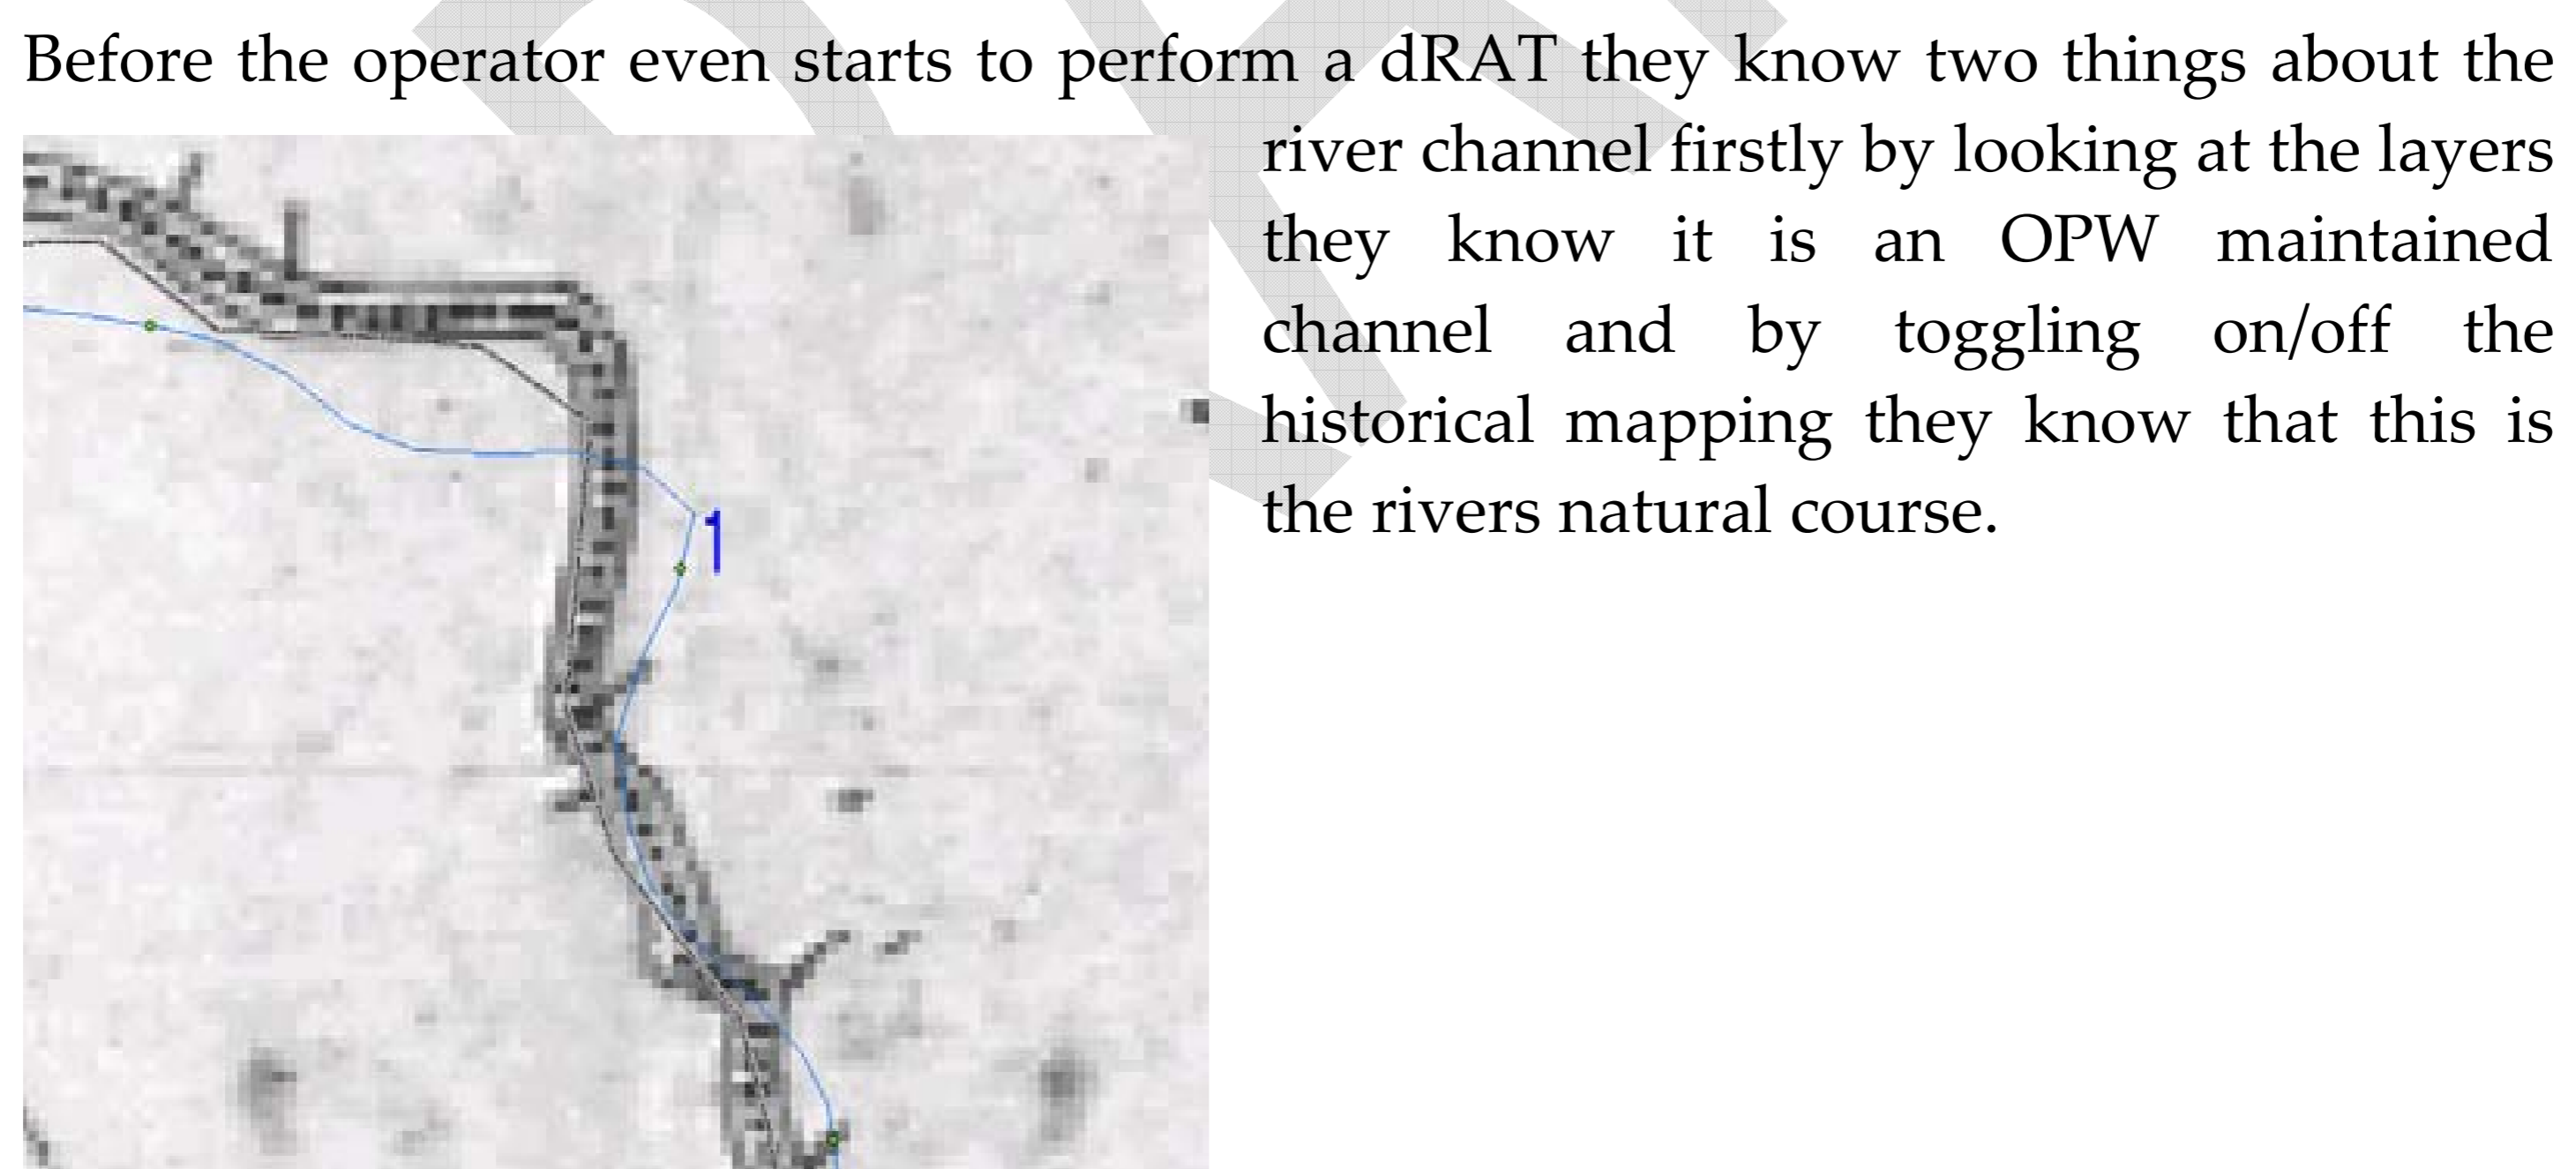 Before the operator even starts to perform a dRAT they know two things about the
river channel firstly by looking at the layers
they know it is an OPW maintained
channel and by toggling on/off the
historical mapping they know that this is
the rivers natural course.
1